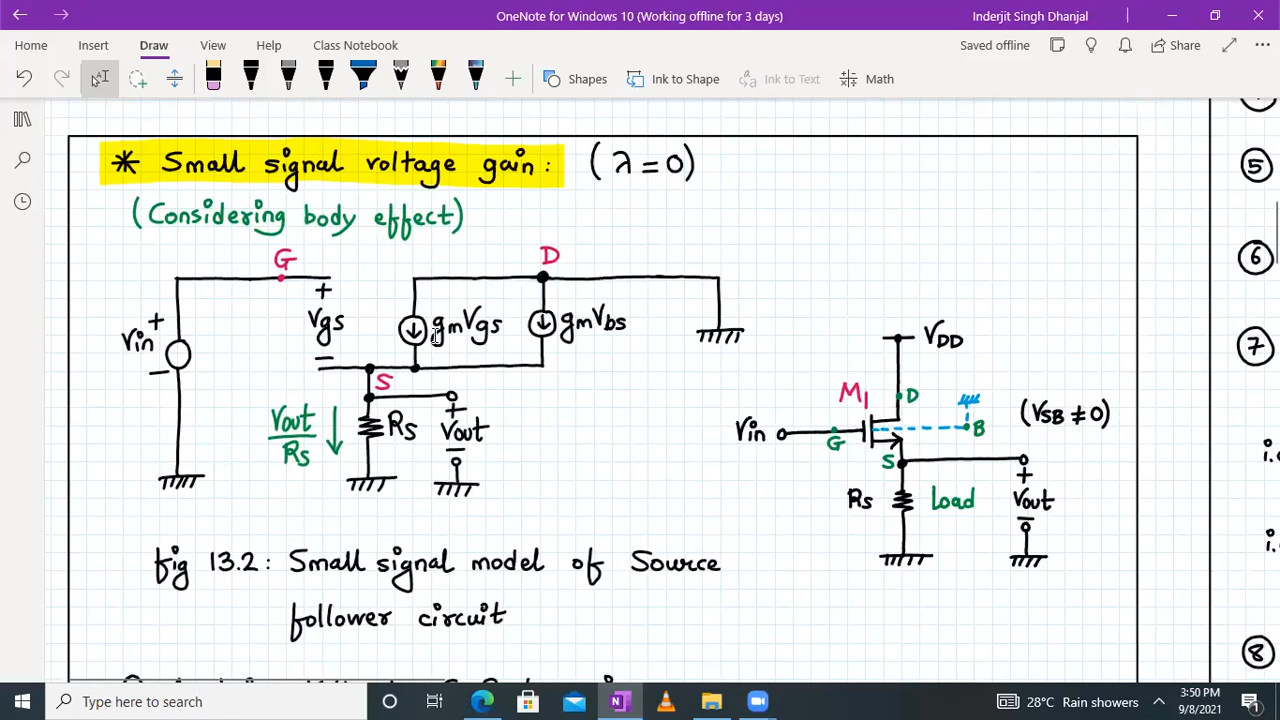 OneNote for Windows 10 (Working offline for 3 days)
Inderjit Singh Dhanjal
Home Insert Draw View Help Class Notebook
Saved offline
Share
Shapes
Ink to Shape
Ink to Text
Math
* Small signal voltage gain: (λ=0)
(Considering body effect)
G
D
Vin
+
−
+
Vgs
−
gmVgs
gmVbs
S
Vout/Rs
Rs
+
Vout
−
VDD
M1
D
G
B
S
(VSB ≠ 0)
Vin
Rs
Load
+
Vout
−
fig 13.2: Small signal model of Source
follower circuit
5
6
7
8
i.
i.
Type here to search
28°C Rain showers
3:50 PM
9/8/2021
1